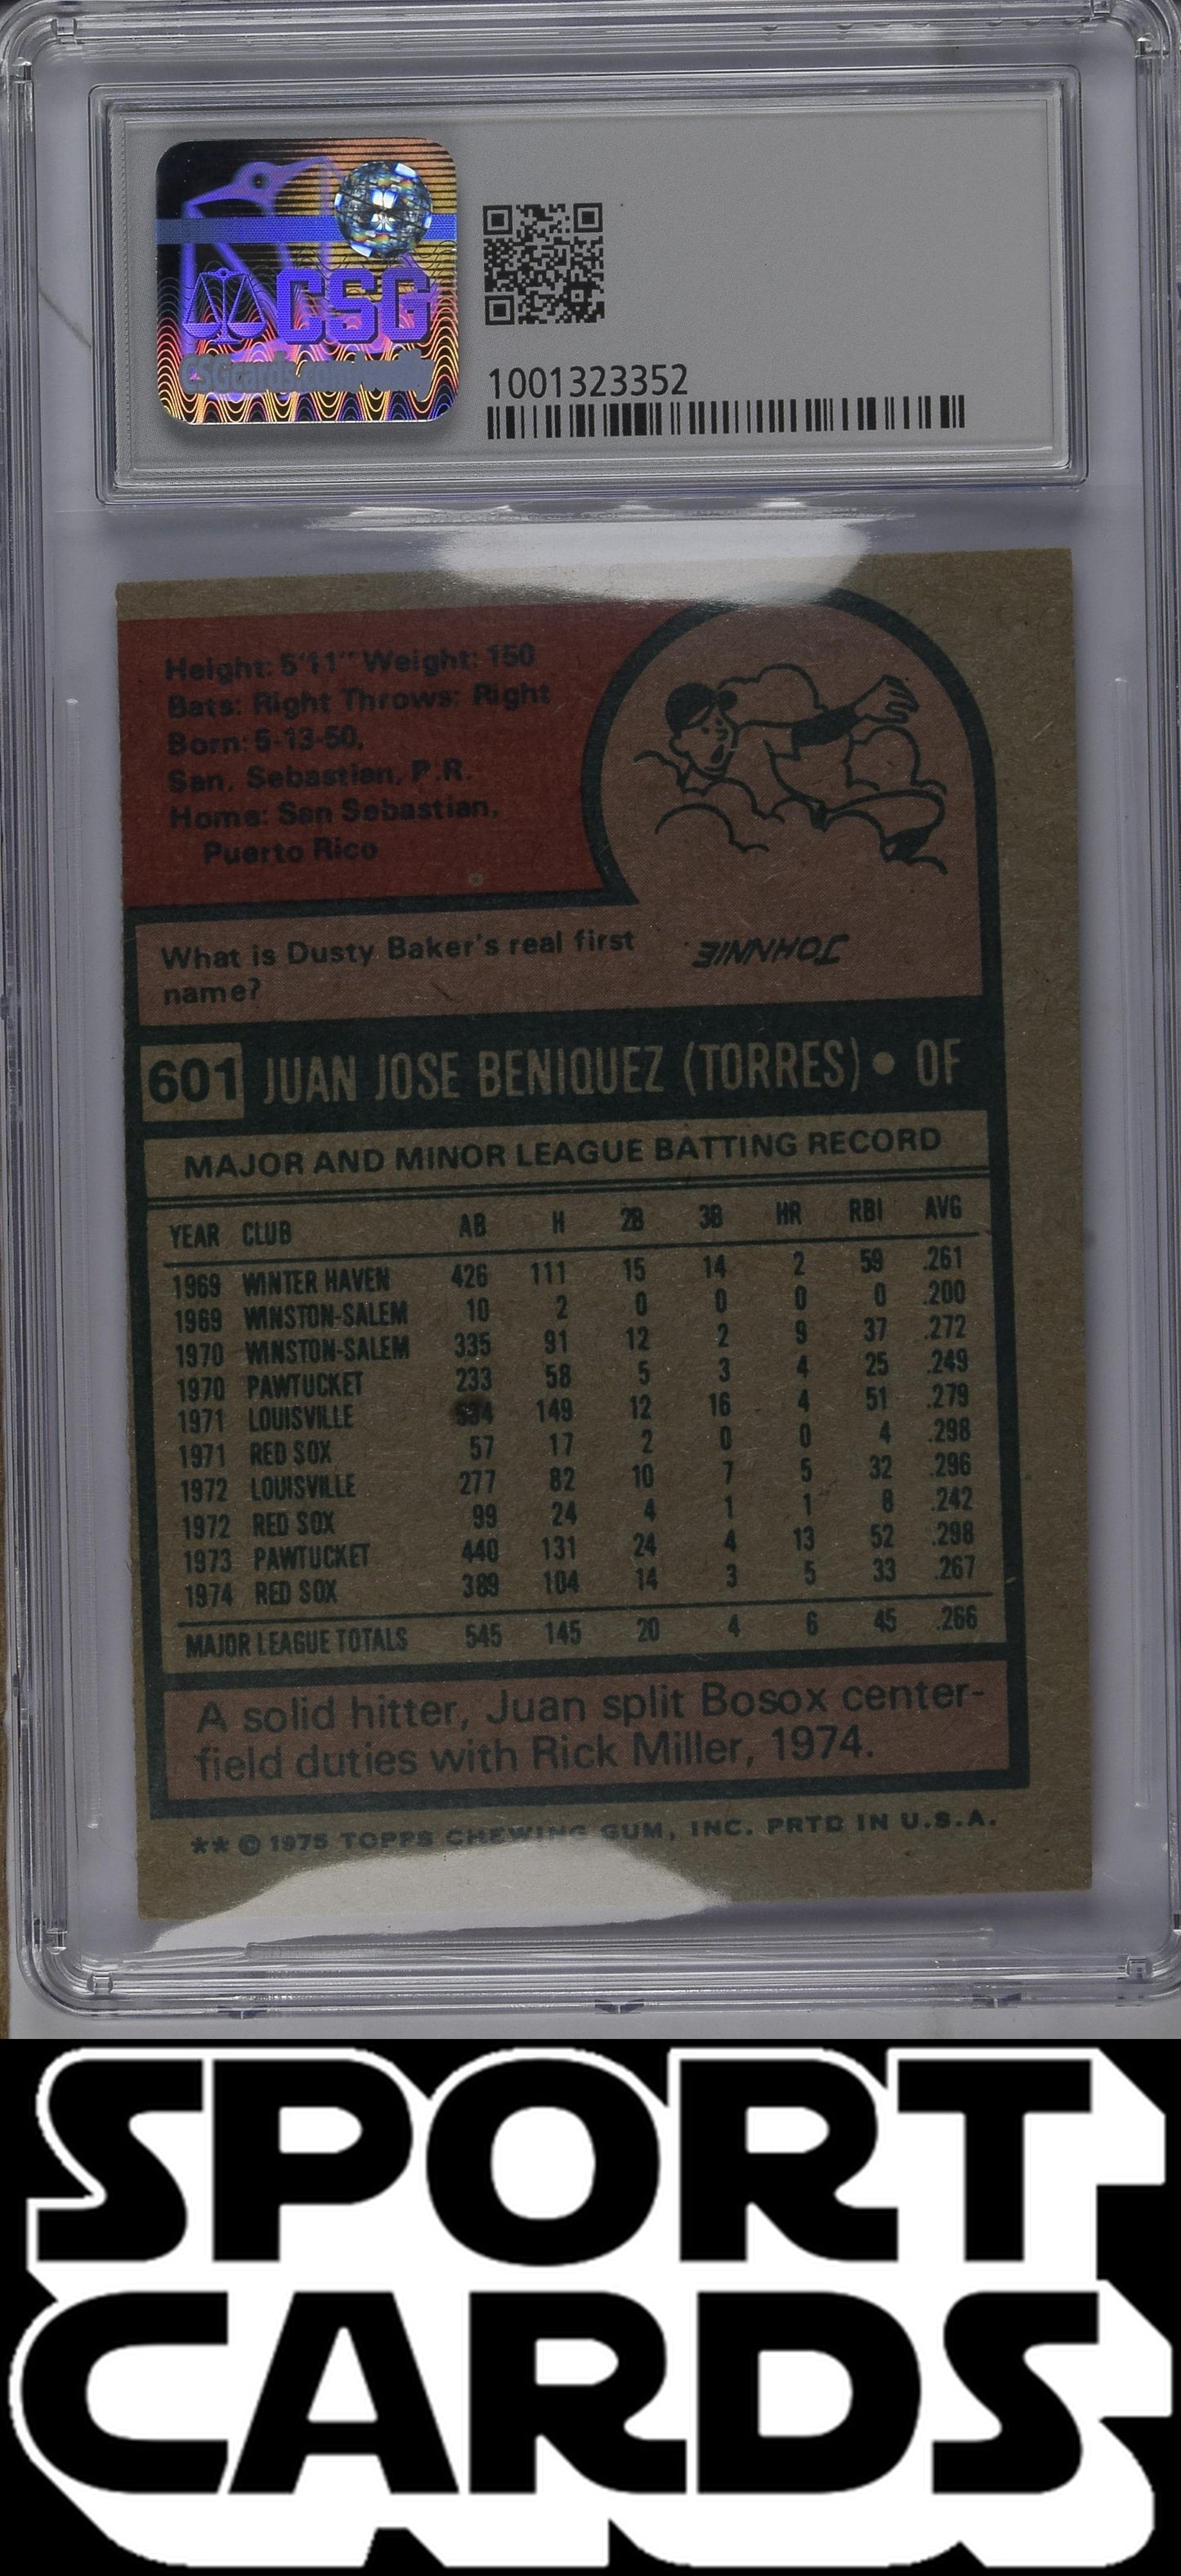 CSG
CSGcards.com/verify
1001323352
Height: 5'11" Weight: 150
Bats: Right Throws: Right
Born: 5-13-50,
San, Sebastian, P.R.
Home: San Sebastian,
Puerto Rico
What is Dusty Baker's real first
name?
JOHNNIE
601 JUAN JOSE BENIQUEZ (TORRES) • OF
MAJOR AND MINOR LEAGUE BATTING RECORD
YEAR CLUB AB H 2B 3B HR RBI AVG
1969 WINTER HAVEN 426 111 15 14 2 59 .261
1969 WINSTON-SALEM 10 2 0 0 0 0 .200
1970 WINSTON-SALEM 335 91 12 2 9 37 .272
1970 PAWTUCKET 233 58 5 3 4 25 .249
1971 LOUISVILLE 149 12 16 4 51 .279
1971 RED SOX 57 17 2 0 0 4 .298
1972 LOUISVILLE 277 82 10 7 5 32 .296
1972 RED SOX 99 24 4 1 1 8 .242
1973 PAWTUCKET 440 131 24 4 13 52 .298
1974 RED SOX 389 104 14 3 5 33 .267
MAJOR LEAGUE TOTALS 545 145 20 4 6 45 .266
A solid hitter, Juan split Bosox center-
field duties with Rick Miller, 1974.
** © 1975 TOPPS CHEWING GUM, INC. PRTD IN U.S.A.
SPORT
CARDS